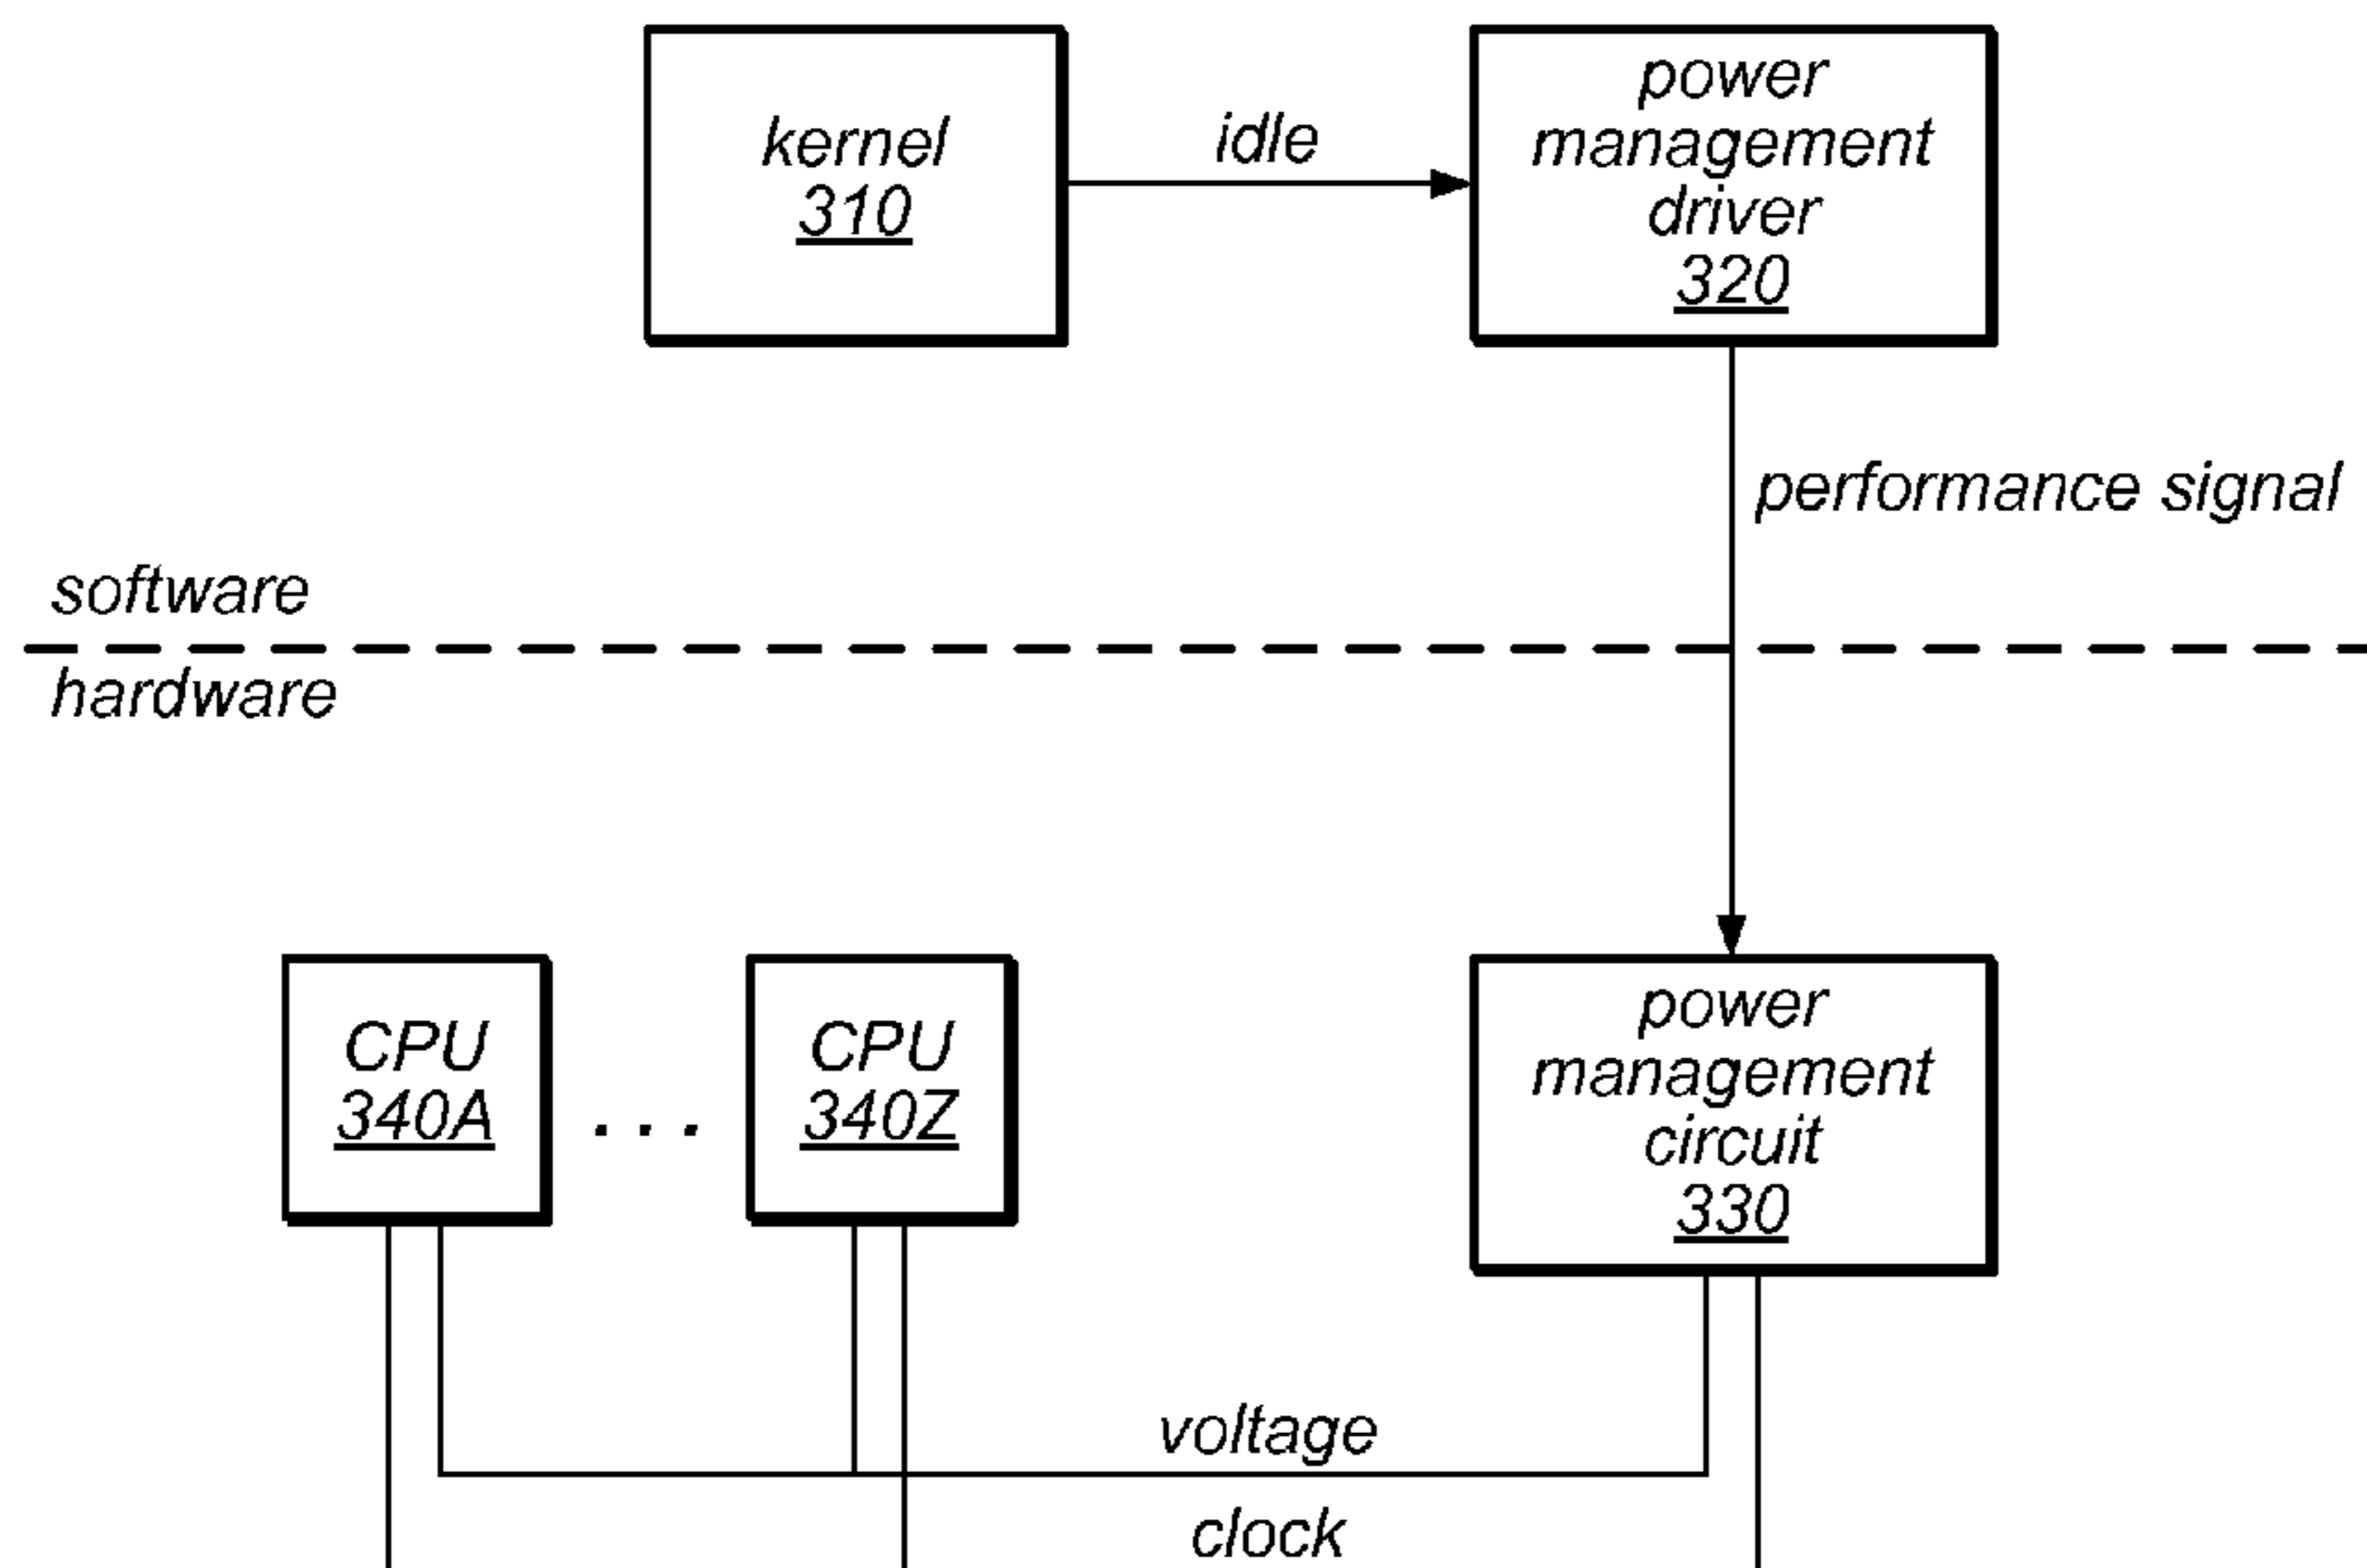 kernel
310
idle
power
management
driver
320
performance signal
software
hardware
CPU
340A
. . .
CPU
340Z
power
management
circuit
330
voltage
clock